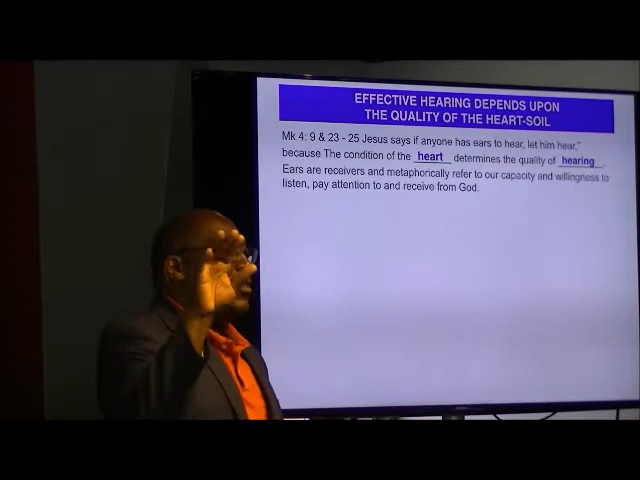 EFFECTIVE HEARING DEPENDS UPON
THE QUALITY OF THE HEART-SOIL
Mk 4: 9 & 23 - 25 Jesus says if anyone has ears to hear, let him hear,"
because The condition of the heart determines the quality of hearing.
Ears are receivers and metaphorically refer to our capacity and willingness to
listen, pay attention to and receive from God.